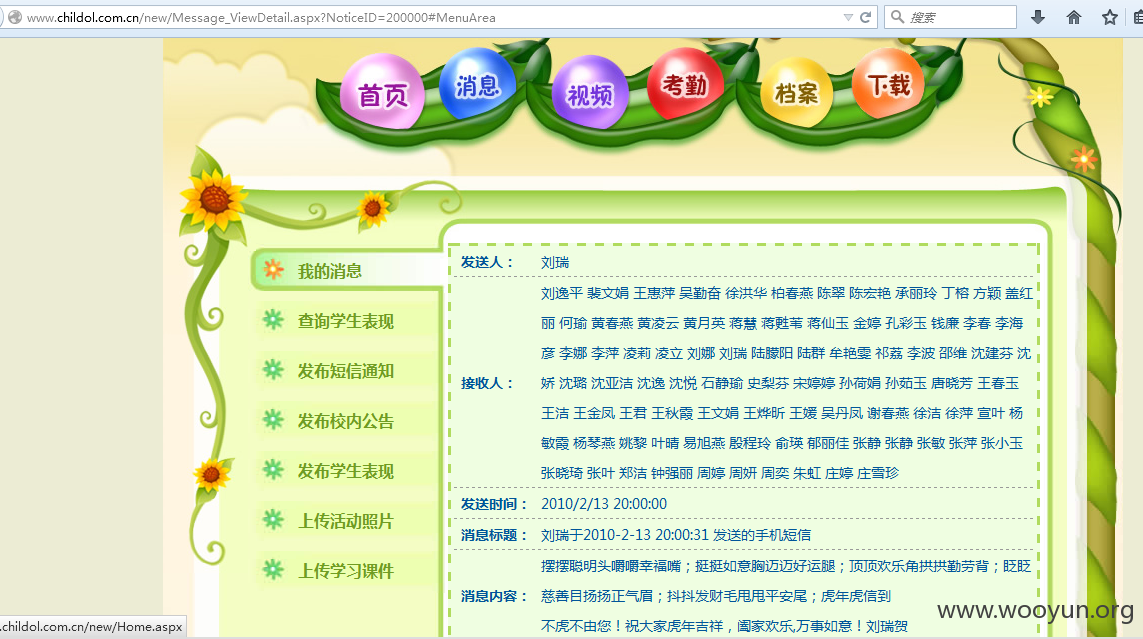 www.childol.com.cn/new/Message_ViewDetail.aspx?NoticeID=200000#MenuArea
搜索
首页 消息 视频 考勤 档案 下载
我的消息
查询学生表现
发布短信通知
发布校内公告
发布学生表现
上传活动照片
上传学习课件
发送人： 刘瑞
接收人：
刘逸平 裴文娟 王惠萍 吴勤奋 徐洪华 柏春燕 陈翠 陈宏艳 承丽玲 丁榕 方颖 盖红
丽 何瑜 黄春燕 黄凌云 黄月英 蒋慧 蒋甦苇 蒋仙玉 金婷 孔彩玉 钱廉 李春 李海
彦 李娜 李萍 凌莉 凌立 刘娜 刘瑞 陆朦阳 陆群 牟艳雯 祁荔 李波 邵维 沈建芬 沈
娇 沈璐 沈亚洁 沈逸 沈悦 石静瑜 史梨芬 宋婷婷 孙荷娟 孙茹玉 唐晓芳 王春玉
王洁 王金凤 王君 王秋霞 王文娟 王烨昕 王媛 吴丹凤 谢春燕 徐洁 徐萍 宣叶 杨
敏霞 杨琴燕 姚黎 叶晴 易旭燕 殷程玲 俞瑛 郁丽佳 张静 张静 张敏 张萍 张小玉
张晓琦 张叶 郑洁 钟强丽 周婷 周妍 周奕 朱虹 庄婷 庄雪珍
发送时间： 2010/2/13 20:00:00
消息标题： 刘瑞于2010-2-13 20:00:31 发送的手机短信
消息内容：
摆摆聪明头嚼嚼幸福嘴；挺挺如意胸迈迈好运腿；顶顶欢乐角拱拱勤劳背；眨眨
慈善目扬扬正气眉；抖抖发财毛甩甩平安尾；虎年虎信到
不虎不由您！祝大家虎年吉祥，阖家欢乐,万事如意！刘瑞贺
.childol.com.cn/new/Home.aspx
www.wooyun.org